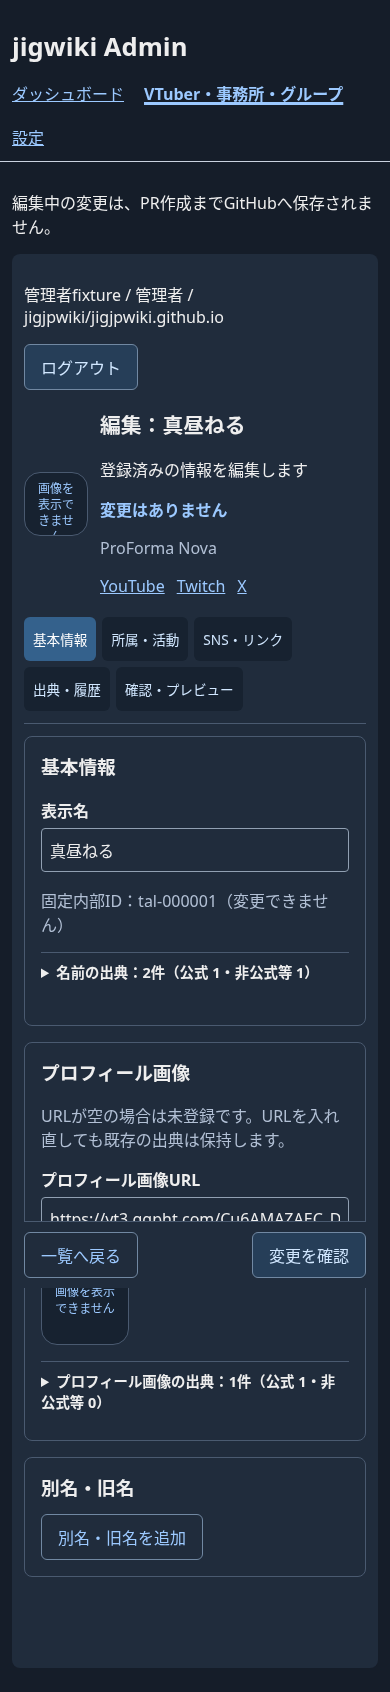 jigwiki Admin
ダッシュボード VTuber・事務所・グループ
設定
編集中の変更は、PR作成までGitHubへ保存されま
せん。
管理者fixture / 管理者 /
jigjpwiki/jigjpwiki.github.io
ログアウト
編集：真昼ねる
登録済みの情報を編集します
画像を
表示で
きませ
変更はありません
ProForma Nova
YouTube Twitch X
基本情報 所属・活動 SNS・リンク
出典・履歴 確認・プレビュー
基本情報
表示名
真昼ねる
固定内部ID：tal-000001（変更できませ
ん）
▶ 名前の出典：2件（公式 1・非公式等 1）
プロフィール画像
URLが空の場合は未登録です。URLを入れ
直しても既存の出典は保持します。
プロフィール画像URL
一覧へ戻る 変更を確認
画像を表示
できません
▶ プロフィール画像の出典：1件（公式 1・非
公式等 0）
別名・旧名
別名・旧名を追加